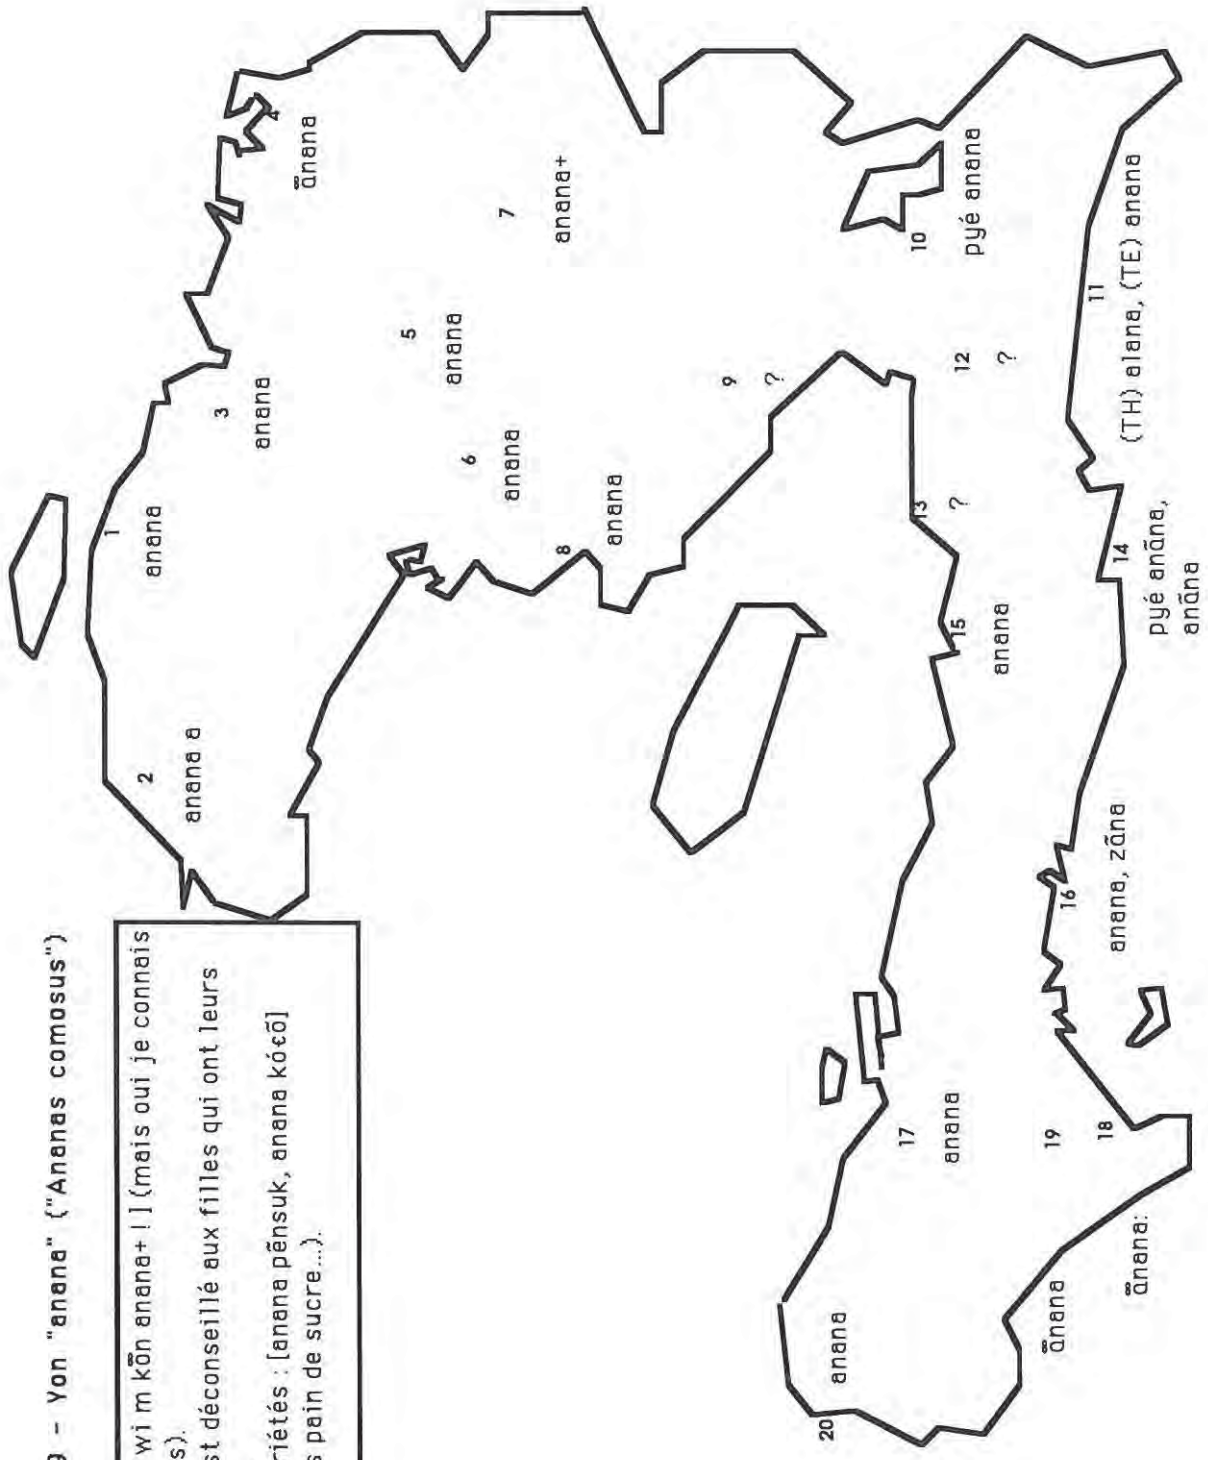 – Yon "anana" ("Ananas comosus")
wi m kõn anana+ ! ] (mais oui je connais
s).
st déconseillé aux filles qui ont leurs
riétés : [anana pẽnsuk, anana kó€õ]
s pain de sucre...).
1
anana
2
anana a
3
anana
4
ãnana
5
anana
6
anana
7
anana+
8
anana
9
?
10
pyé anana
11
(TH) alana, (TE) anana
12
?
13
?
14
pyé anãna,
anãna
15
anana
16
anana, zãna
17
anana
18
ãnana:
19
ãnana
20
anana